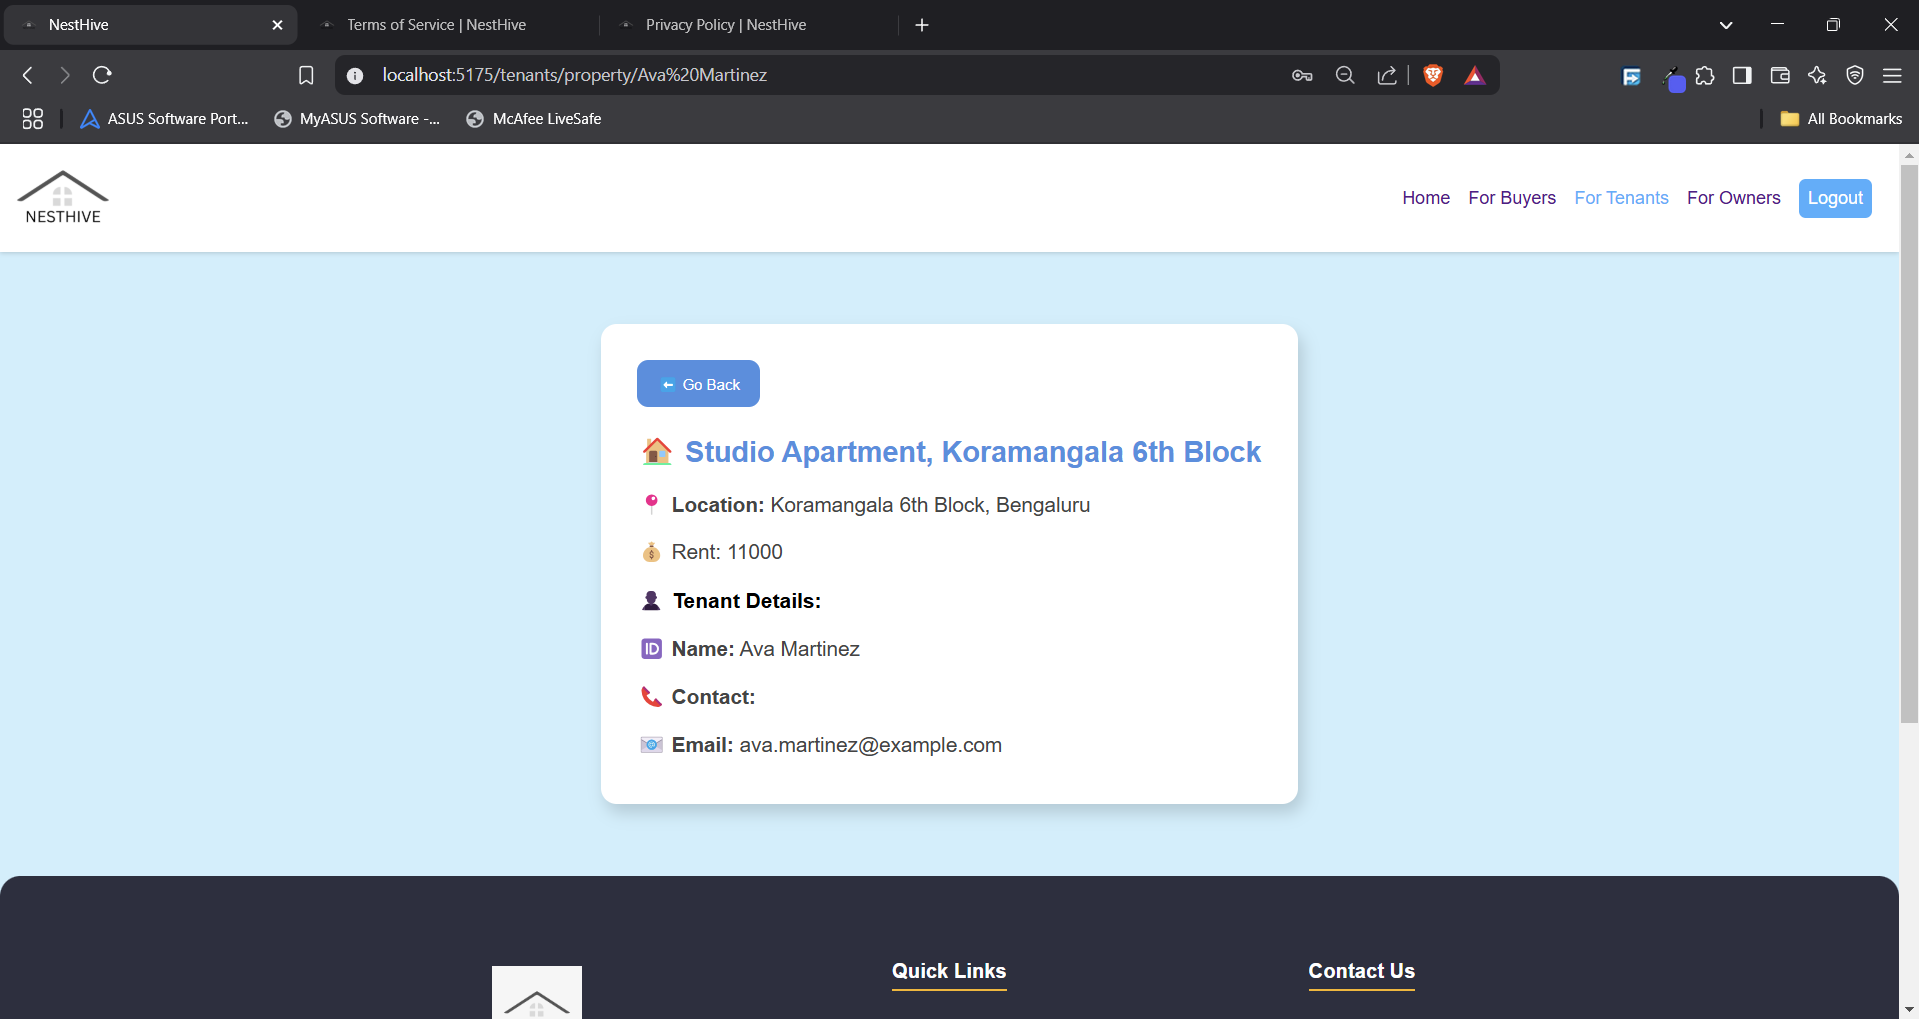 NestHive
Terms of Service | NestHive
Privacy Policy | NestHive
localhost:5175/tenants/property/Ava%20Martinez
ASUS Software Port...
MyASUS Software -...
McAfee LiveSafe
All Bookmarks
NESTHIVE
Home
For Buyers
For Tenants
For Owners
Logout
Go Back
Studio Apartment, Koramangala 6th Block
Location: Koramangala 6th Block, Bengaluru
Rent: 11000
Tenant Details:
ID Name: Ava Martinez
Contact:
Email: ava.martinez@example.com
Quick Links
Contact Us